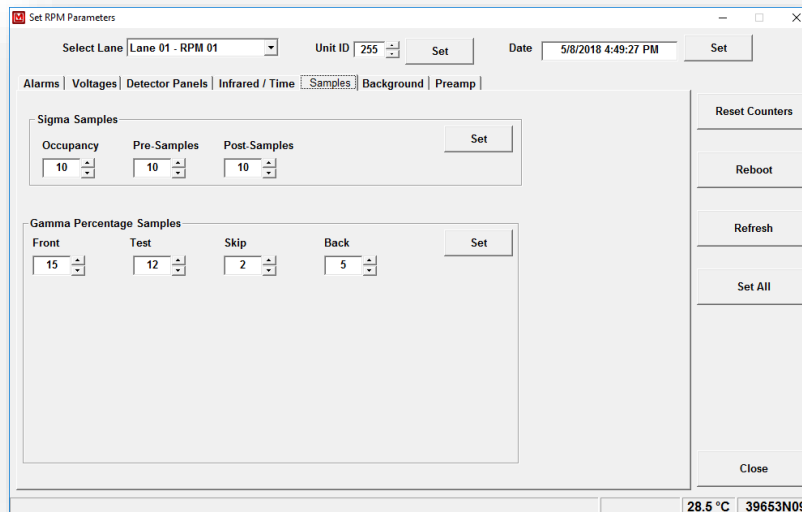 Set RPM Parameters
Select Lane Lane 01 - RPM 01 Unit ID 255 Set Date 5/8/2018 4:49:27 PM Set
Alarms Voltages Detector Panels Infrared / Time Samples Background Preamp
Reset Counters
Reboot
Refresh
Set All
Close
Sigma Samples
Occupancy Pre-Samples Post-Samples Set
10 10 10
Gamma Percentage Samples
Front Test Skip Back Set
15 12 2 5
28.5 °C 39653N09